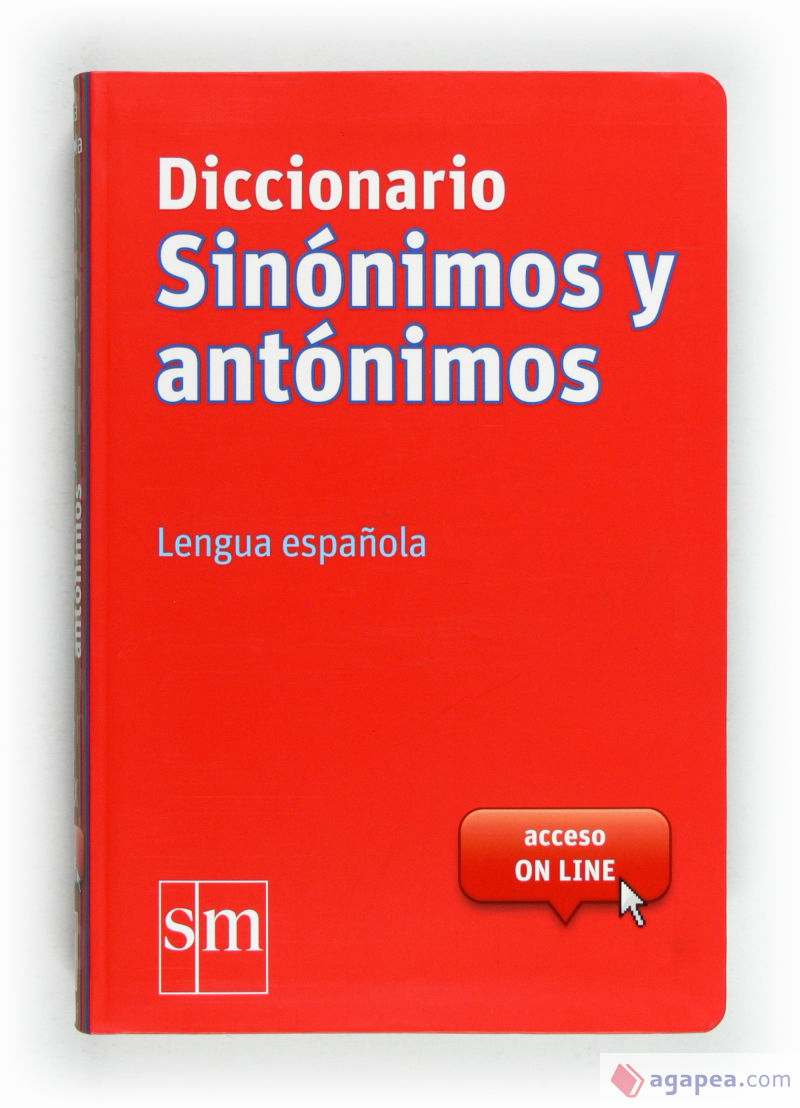 Diccionario
Sinónimos y
antónimos
Lengua española
acceso
ON LINE
sm
antónimos
agapea.com